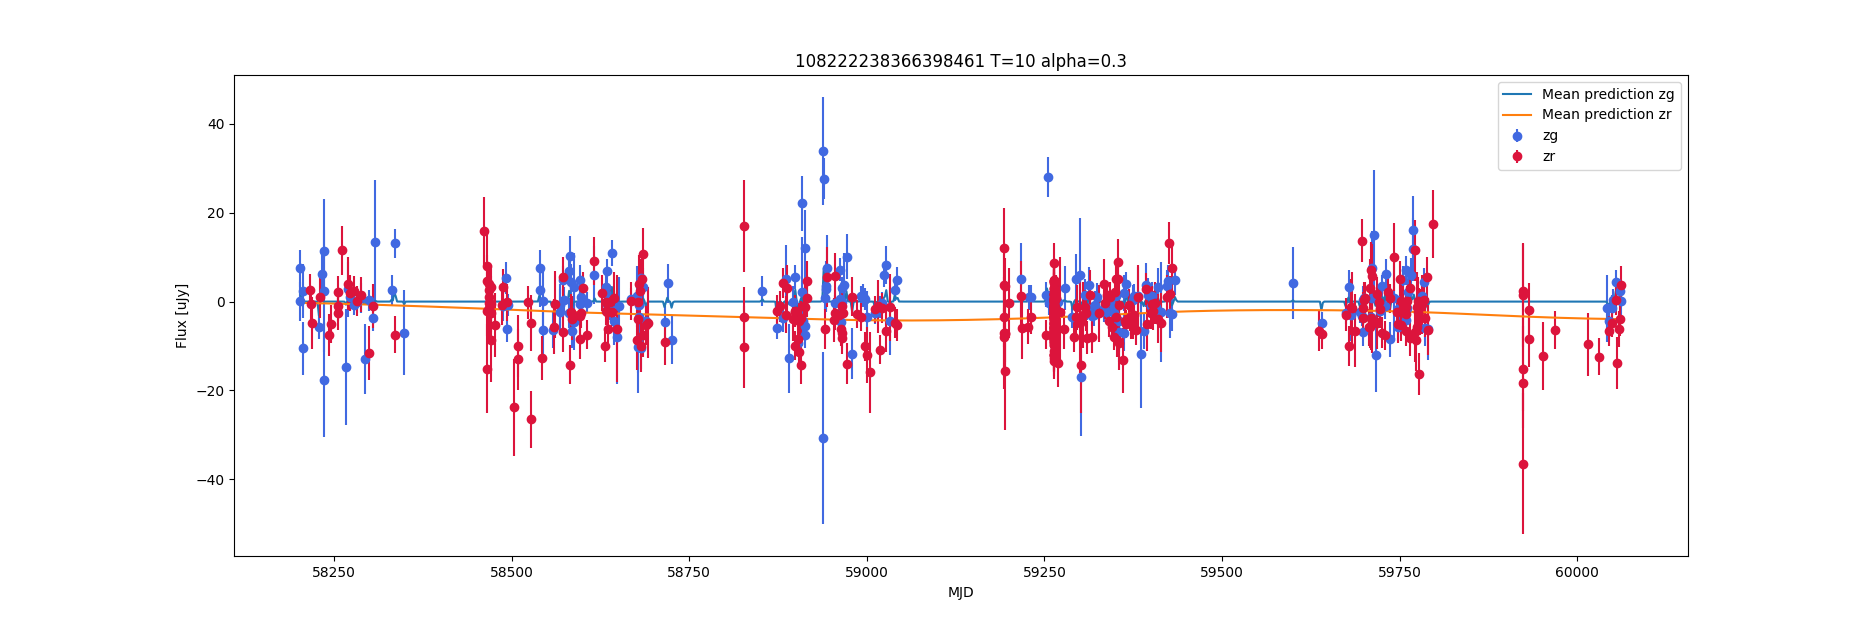 108222238366398461 T=10 alpha=0.3
Mean prediction zg
Mean prediction zr
zg
zr
Flux [uJy]
40
20
0
−20
−40
58250 58500 58750 59000 59250 59500 59750 60000
MJD